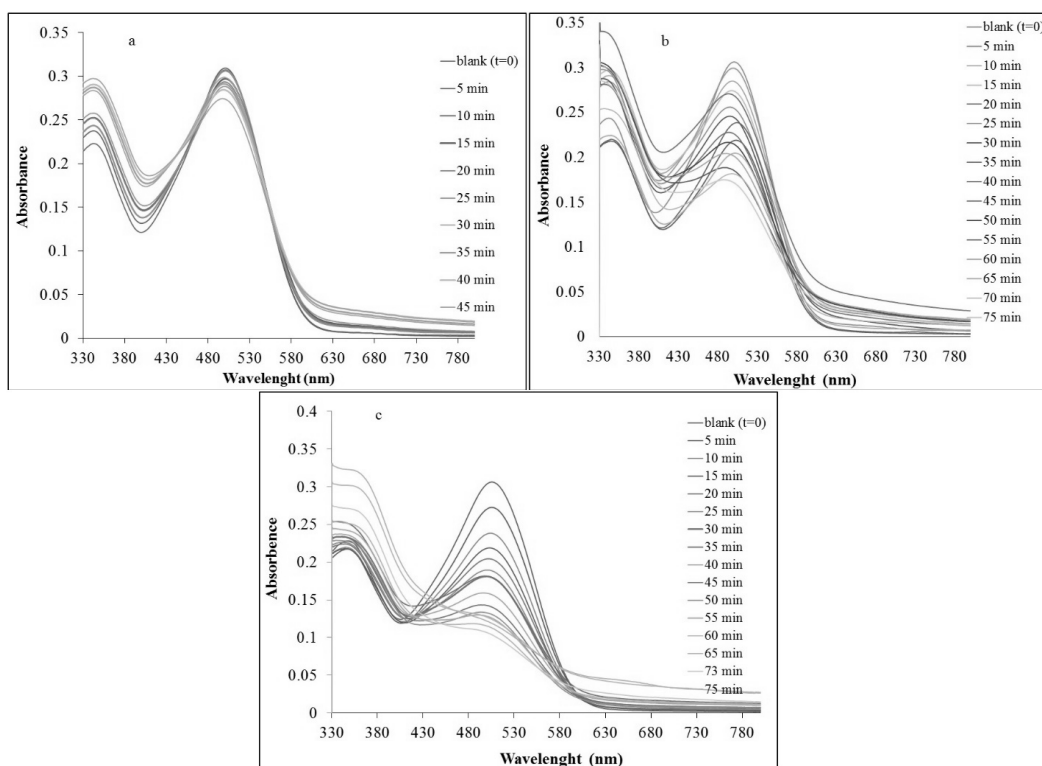 a
0.35
0.3
0.25
0.2
0.15
0.1
0.05
0
Absorbance
330 380 430 480 530 580 630 680 730 780
Wavelenght (nm)
blank (t=0)
5 min
10 min
15 min
20 min
25 min
30 min
35 min
40 min
45 min
b
0.35
0.3
0.25
0.2
0.15
0.1
0.05
0
Absorbance
330 380 430 480 530 580 630 680 730 780
Wavelenght (nm)
blank (t=0)
5 min
10 min
15 min
20 min
25 min
30 min
35 min
40 min
45 min
50 min
55 min
60 min
65 min
70 min
75 min
c
0.4
0.35
0.3
0.25
0.2
0.15
0.1
0.05
0
Absorbence
330 380 430 480 530 580 630 680 730 780
Wavelenght (nm)
blank (t=0)
5 min
10 min
15 min
20 min
25 min
30 min
35 min
40 min
45 min
50 min
55 min
60 min
65 min
73 min
75 min